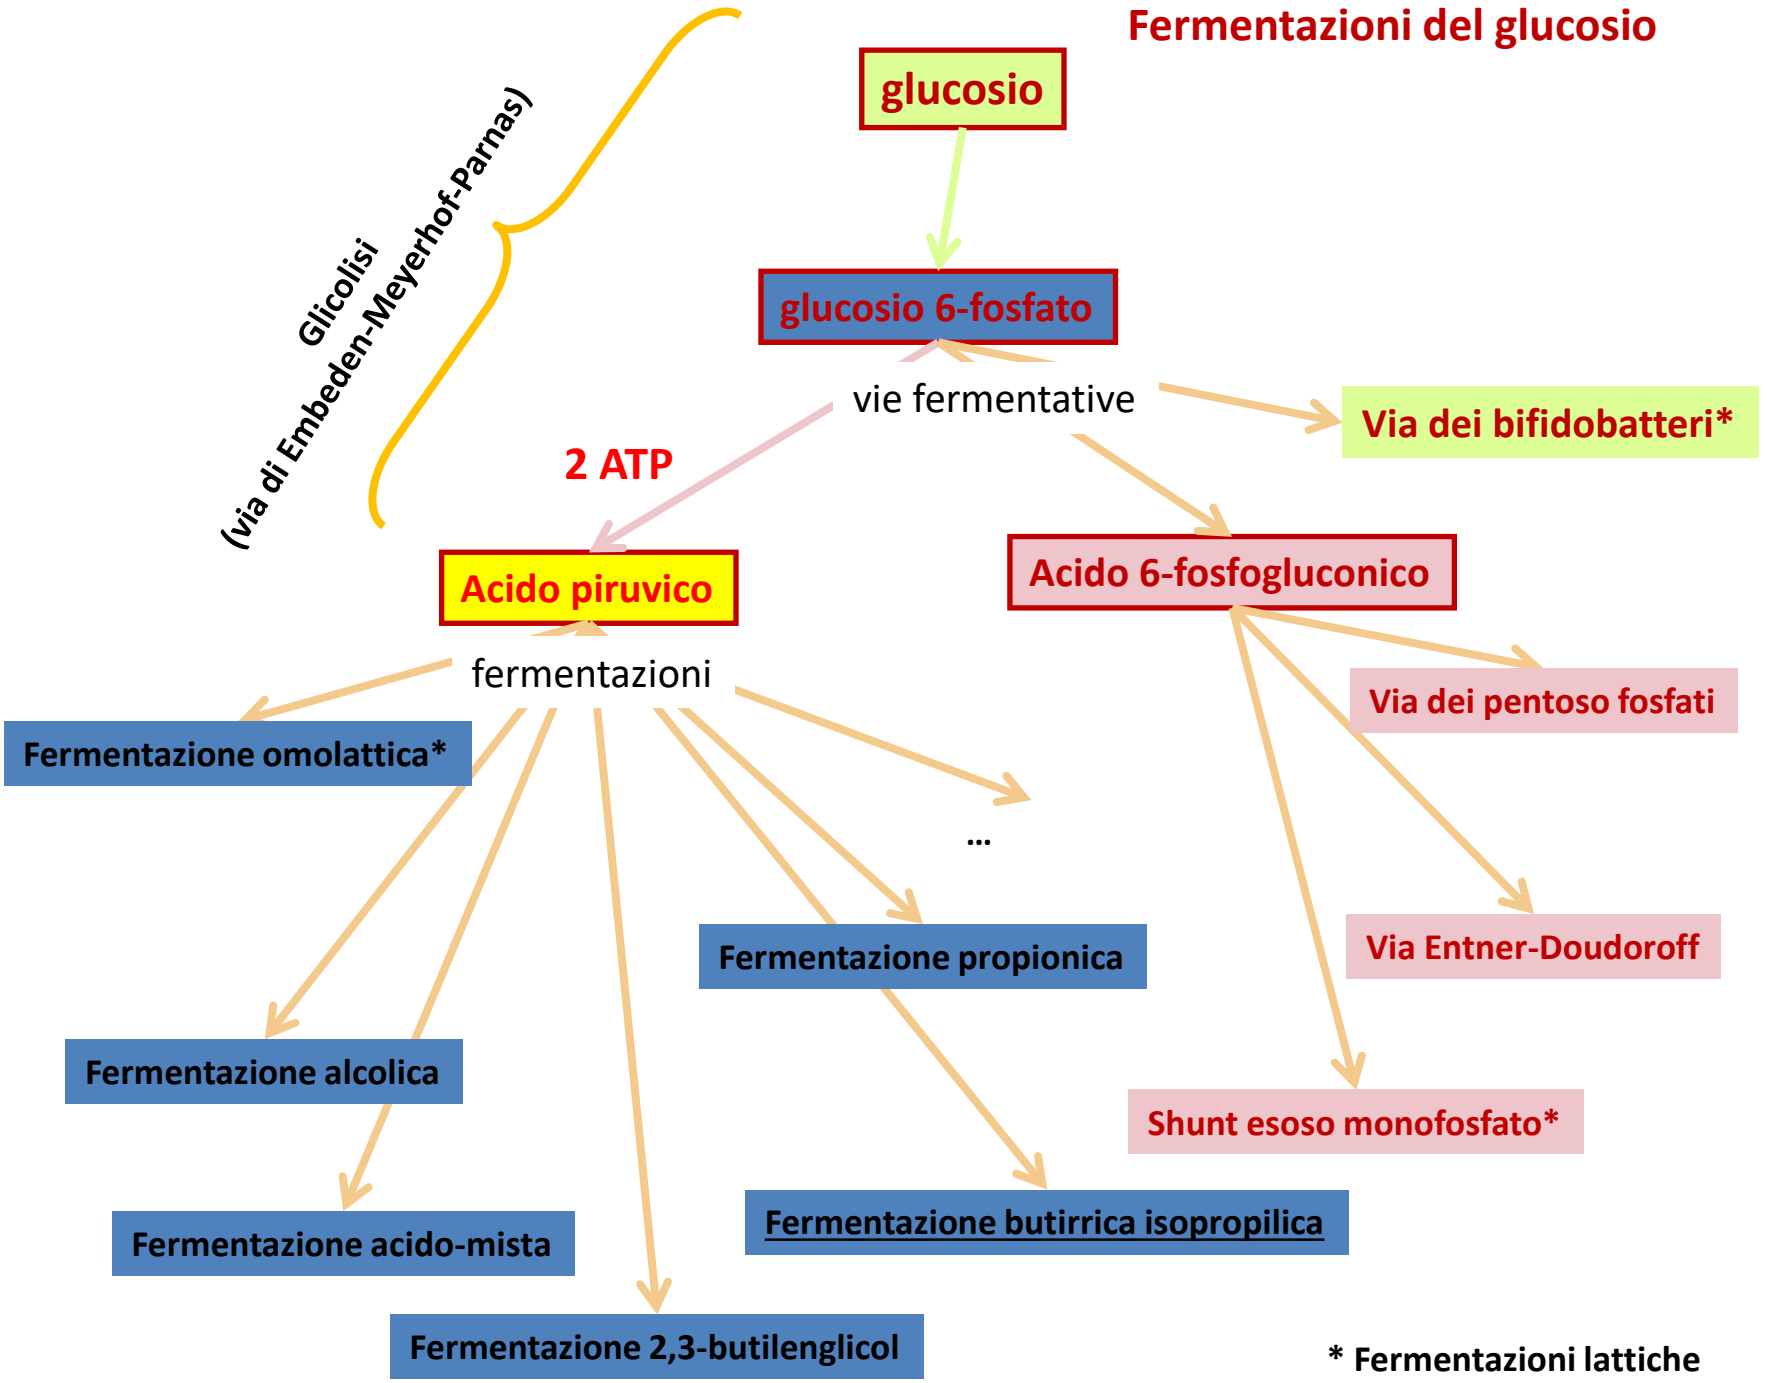 Fermentazioni del glucosio
glucosio
Glicolisi
(via di Embeden-Meyerhof-Parnas)
glucosio 6-fosfato
vie fermentative
Via dei bifidobatteri*
2 ATP
Acido piruvico
Acido 6-fosfogluconico
fermentazioni
Via dei pentoso fosfati
Fermentazione omolattica*
...
Fermentazione propionica
Via Entner-Doudoroff
Fermentazione alcolica
Shunt esoso monofosfato*
Fermentazione acido-mista
Fermentazione butirrica isopropilica
Fermentazione 2,3-butilenglicol
* Fermentazioni lattiche